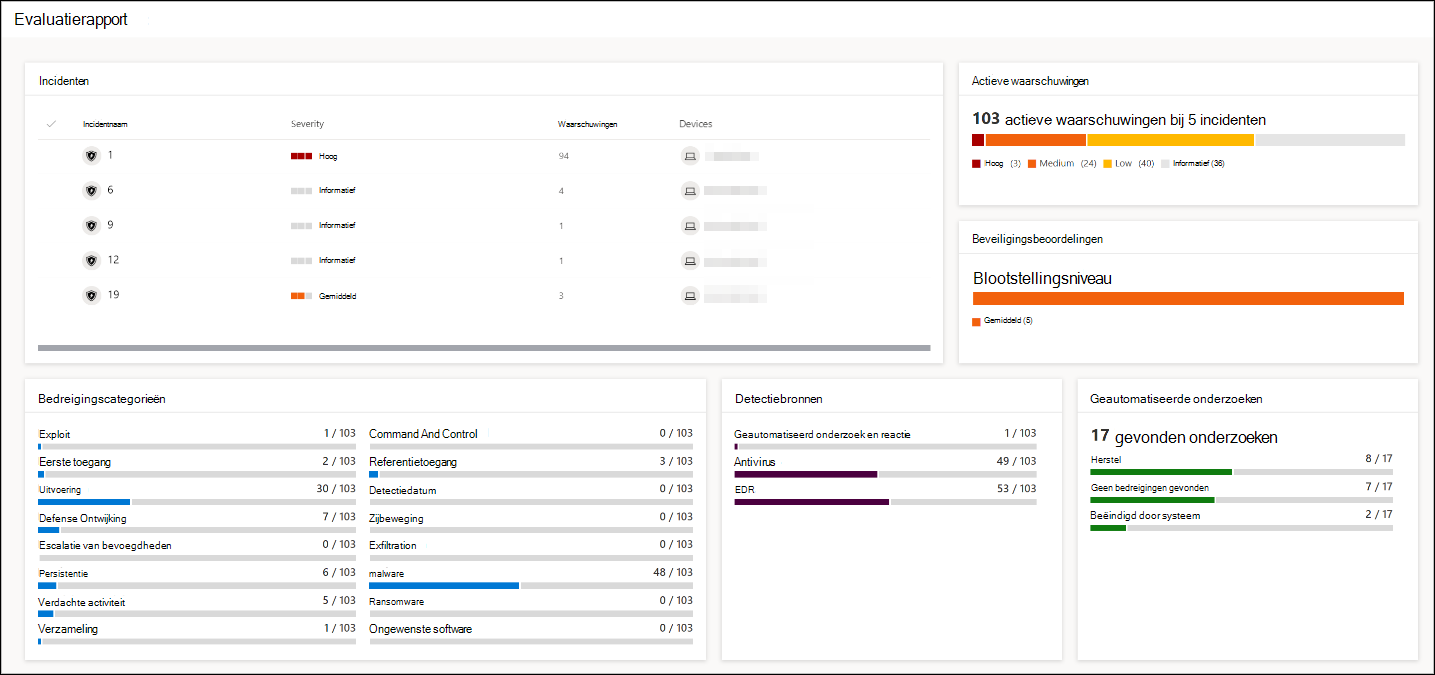 Evaluatierapport
Incidenten
Incidentnaam Severity Waarschuwingen Devices
1 Hoog 94
6 Informatief 4
9 Informatief 1
12 Informatief 1
19 Gemiddeld 3
Actieve waarschuwingen
103 actieve waarschuwingen bij 5 incidenten
Hoog (3) Medium (24) Low (40) Informatief (36)
Beveiligingsbeoordelingen
Blootstellingsniveau
Gemiddeld (5)
Bedreigingscategorieën
Exploit 1 / 103 Command And Control 0 / 103
Eerste toegang 2 / 103 Referentietoegang 3 / 103
Uitvoering 30 / 103 Detectiedatum 0 / 103
Defense Ontwijking 7 / 103 Zijbeweging 0 / 103
Escalatie van bevoegdheden 0 / 103 Exfiltration 0 / 103
Persistentie 6 / 103 malware 48 / 103
Verdachte activiteit 5 / 103 Ransomware 0 / 103
Verzameling 1 / 103 Ongewenste software 0 / 103
Detectiebronnen
Geautomatiseerd onderzoek en reactie 1 / 103
Antivirus 49 / 103
EDR 53 / 103
Geautomatiseerde onderzoeken
17 gevonden onderzoeken
Herstel 8 / 17
Geen bedreigingen gevonden 7 / 17
Beëindigd door systeem 2 / 17